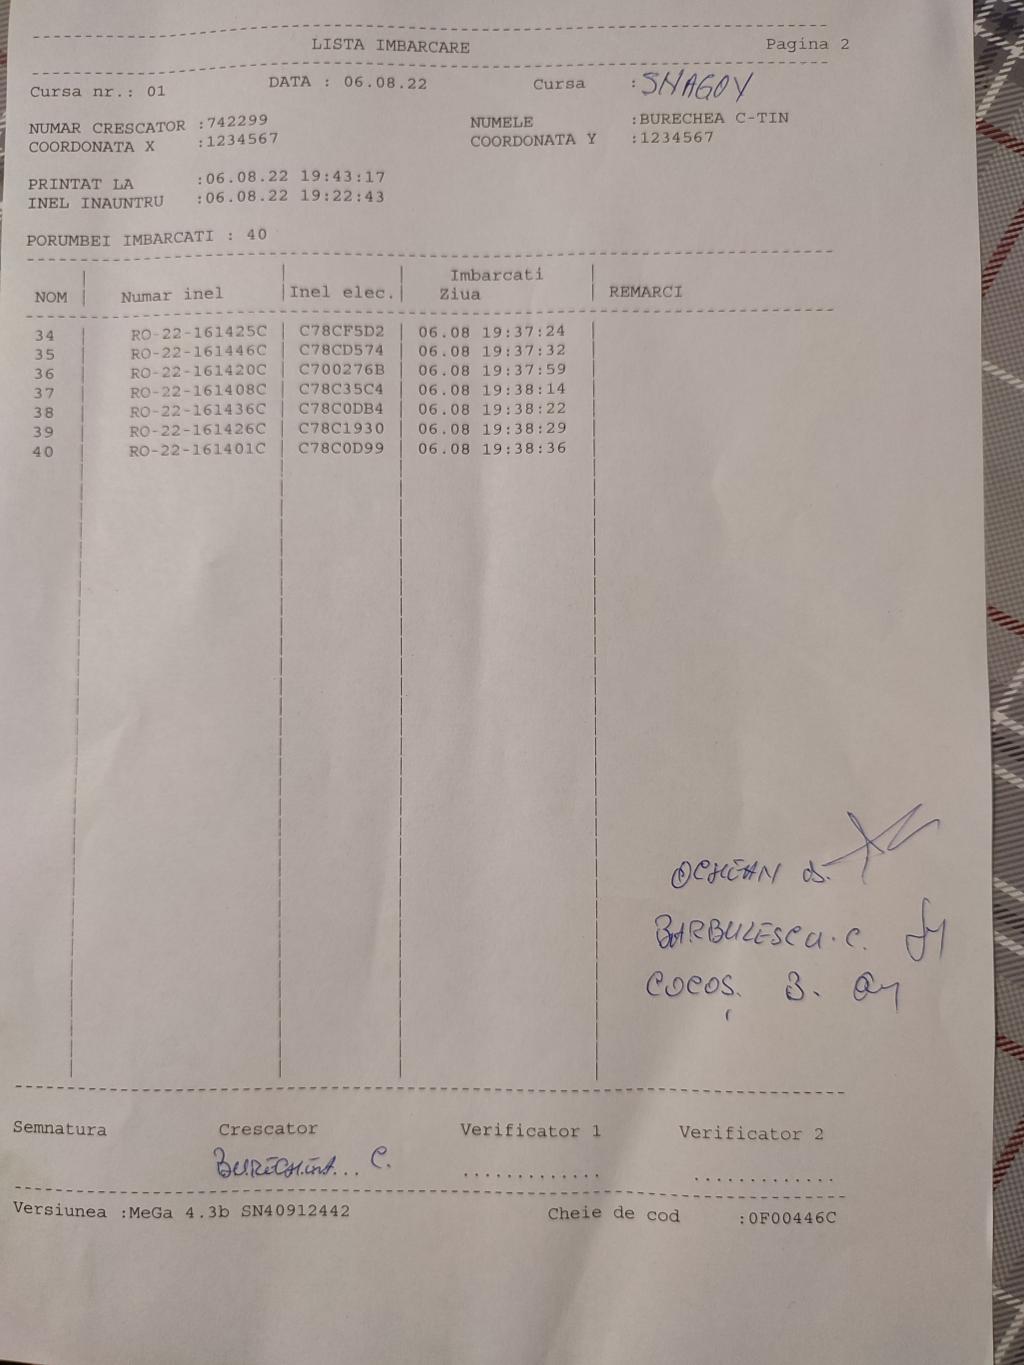 LISTA IMBARCARE Pagina 2
Cursa nr.: 01 DATA : 06.08.22 Cursa :SNAGOV
NUMAR CRESCATOR :742299 NUMELE :BURECHEA C-TIN
COORDONATA X :1234567 COORDONATA Y :1234567
PRINTAT LA :06.08.22 19:43:17
INEL INAUNTRU :06.08.22 19:22:43
PORUMBEI IMBARCATI : 40
Imbarcati
NOM Numar inel Inel elec. Ziua REMARCI
34 RO-22-161425C C78CF5D2 06.08 19:37:24
35 RO-22-161446C C78CD574 06.08 19:37:32
36 RO-22-161420C C700276B 06.08 19:37:59
37 RO-22-161408C C78C35C4 06.08 19:38:14
38 RO-22-161436C C78C0DB4 06.08 19:38:22
39 RO-22-161426C C78C1930 06.08 19:38:29
40 RO-22-161401C C78C0D99 06.08 19:38:36
BARBULESCU.C.
COCOȘ. B.
Semnatura Crescator Verificator 1 Verificator 2
C. ............ .............
Versiunea :MeGa 4.3b SN40912442 Cheie de cod :0F00446C